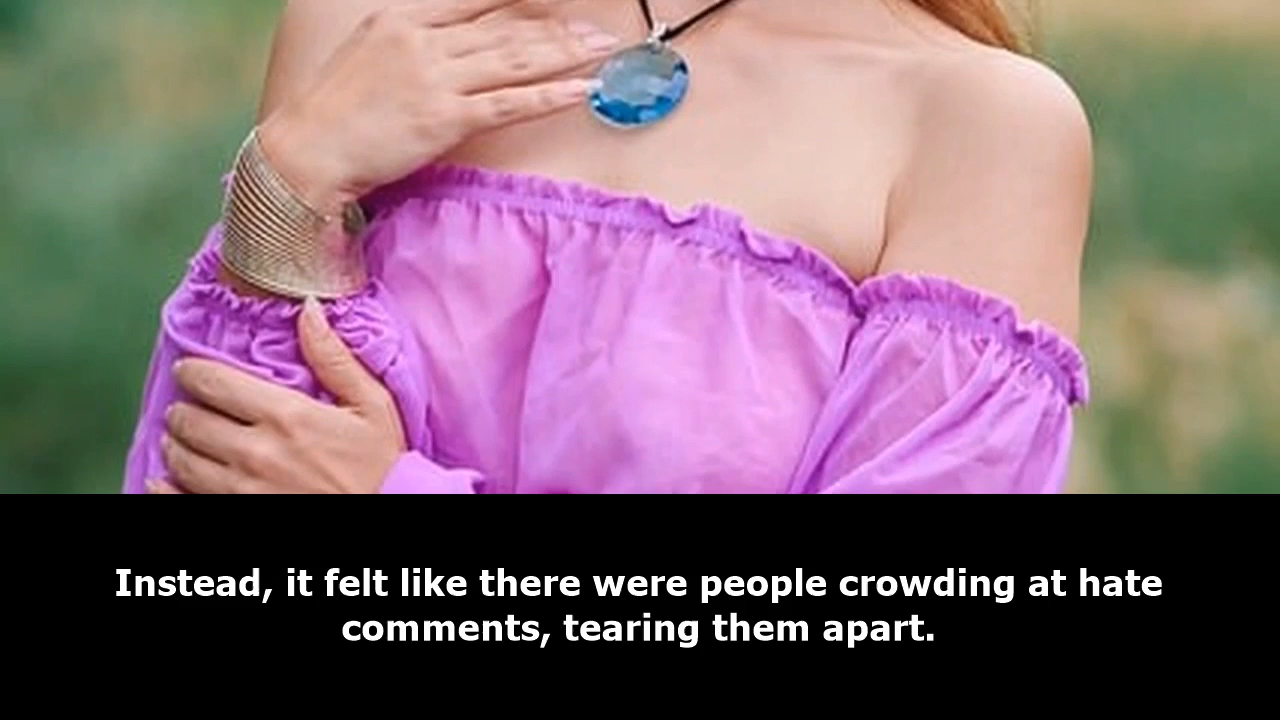 Instead, it felt like there were people crowding at hate
comments, tearing them apart.